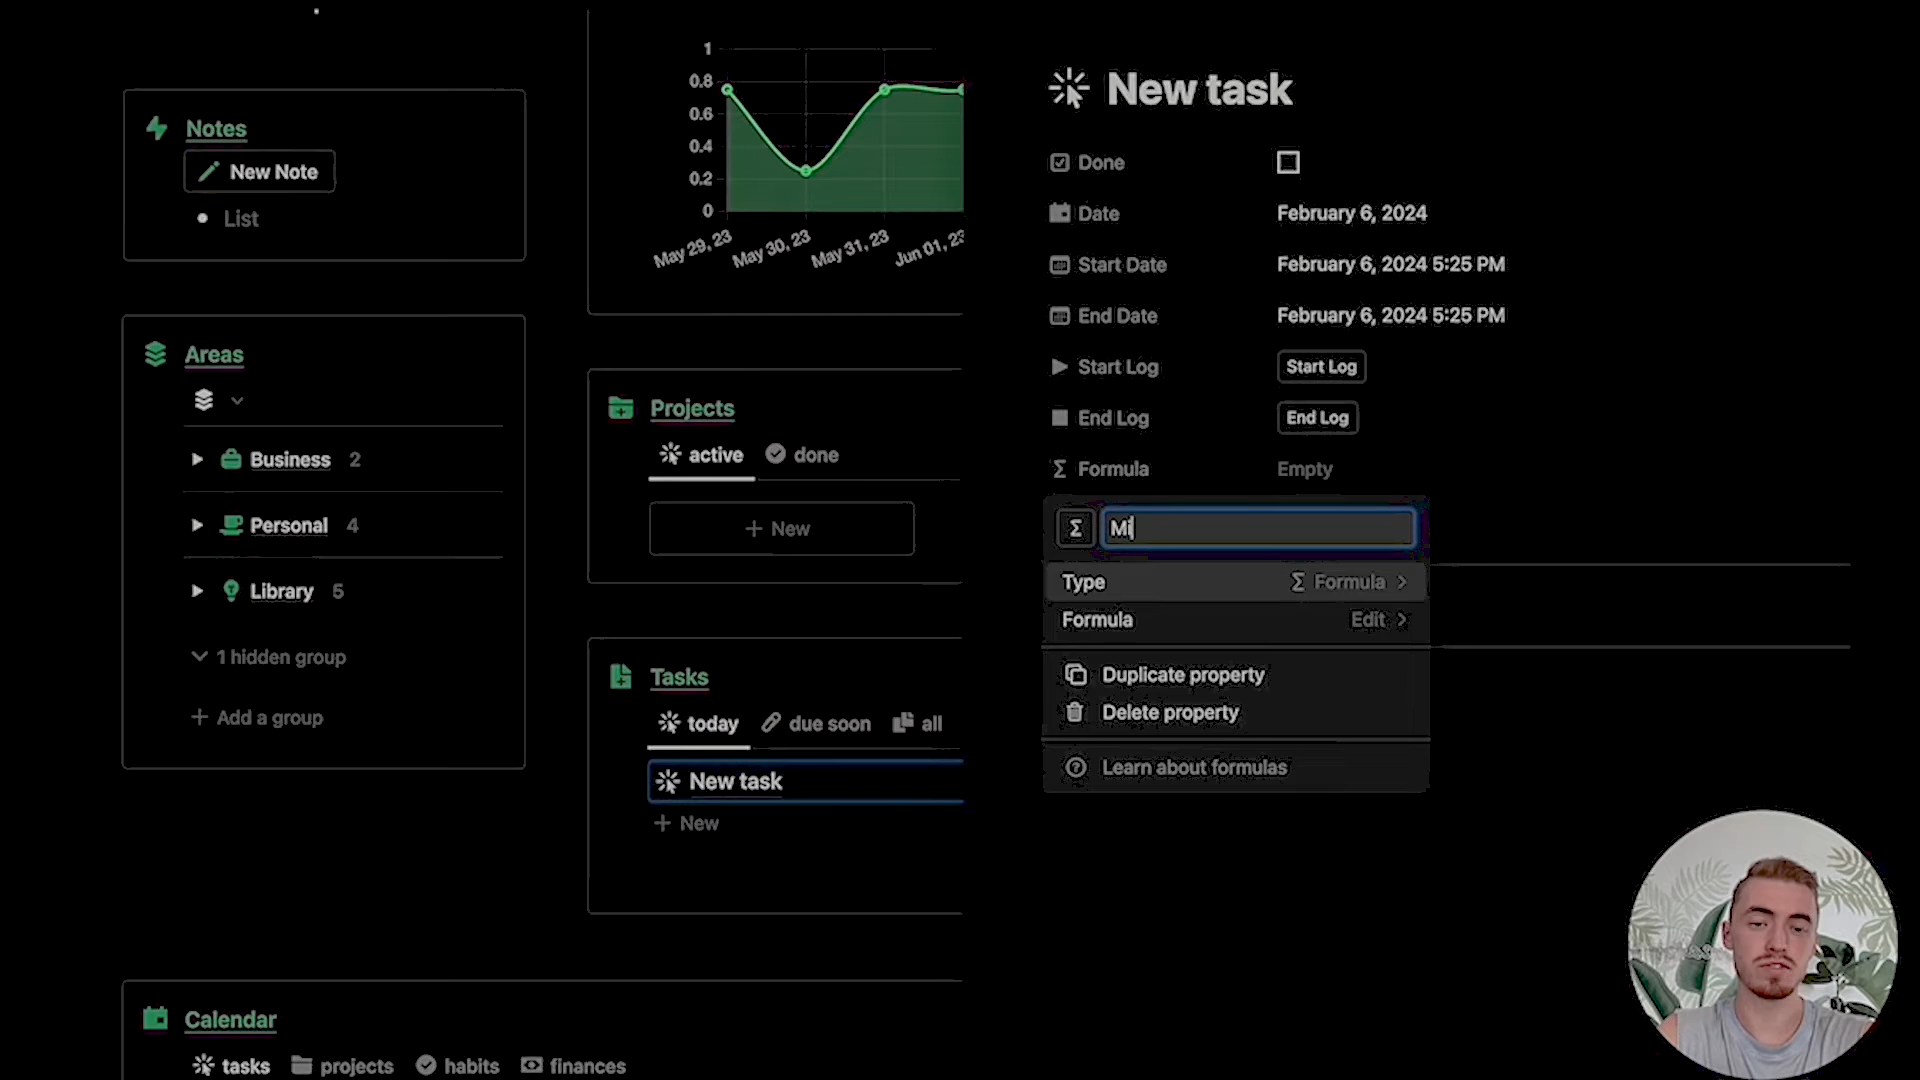 Notes
New Note
List
Areas
Business 2
Personal 4
Library 5
1 hidden group
+ Add a group
1
0.8
0.6
0.4
0.2
0
May 29, 23
May 30, 23
May 31, 23
Jun 01, 23
Projects
active done
+ New
Tasks
today due soon all
New task
+ New
Calendar
tasks projects habits finances
New task
Done
Date February 6, 2024
Start Date February 6, 2024 5:25 PM
End Date February 6, 2024 5:25 PM
Start Log Start Log
End Log End Log
Σ Formula Empty
Σ Mi
Type Σ Formula >
Formula Edit >
Duplicate property
Delete property
Learn about formulas